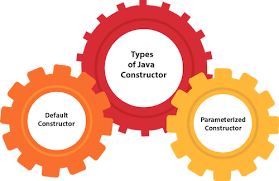 Types
of Java
Constructor
Default
Constructor
Parameterized
Constructor